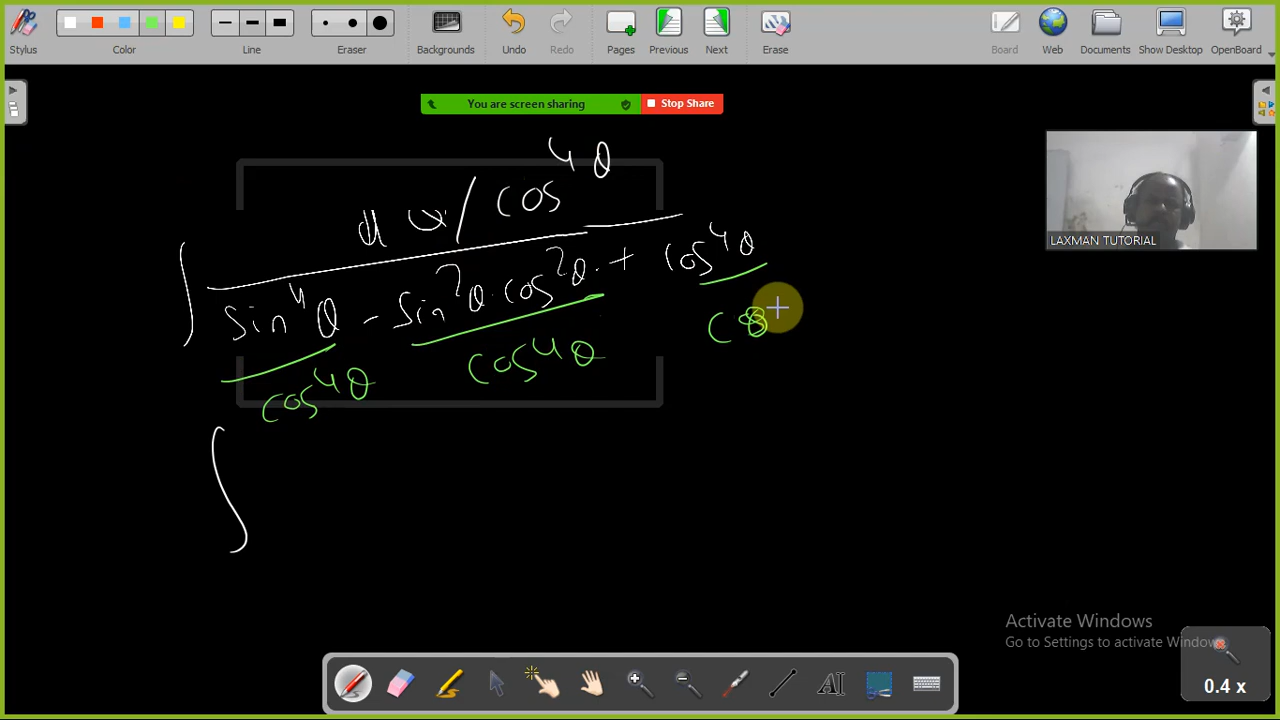 Stylus Color Line Eraser Backgrounds Undo Redo Pages Previous Next Erase Board Web Documents Show Desktop OpenBoard
You are screen sharing Stop Share
LAXMAN TUTORIAL
∫ dx / cos⁴θ
sin⁴θ - sin²θ . cos²θ . + cos⁴θ
cos⁴θ cos⁴θ
∫
Activate Windows
Go to Settings to activate Windows
AI
0.4 x